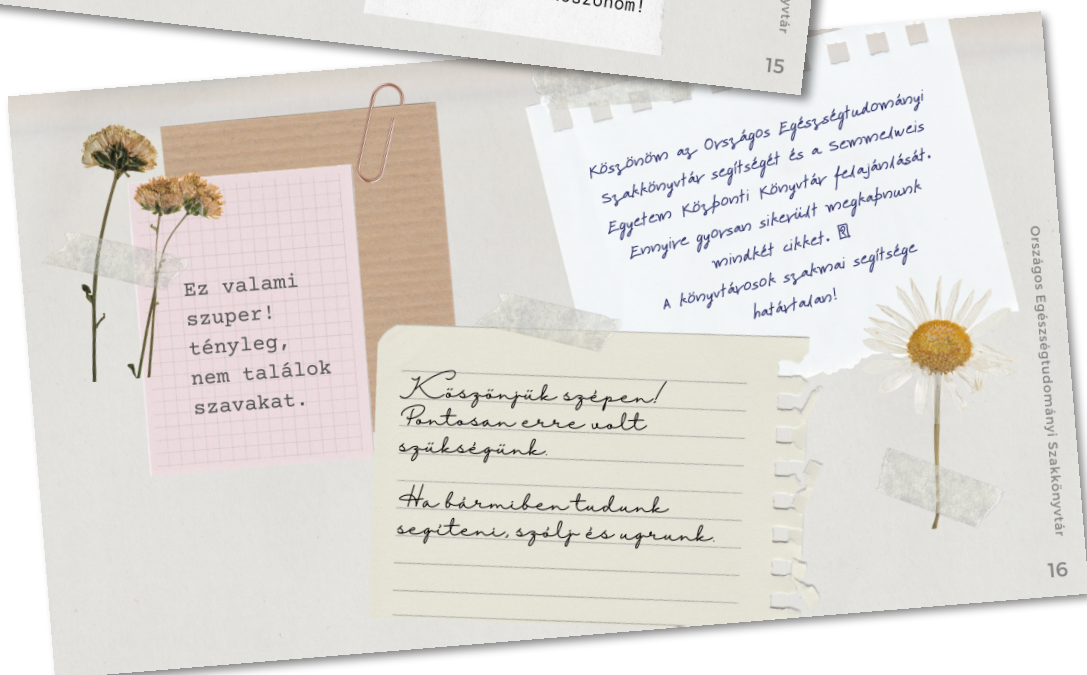 15
Ez valami
szuper!
tényleg,
nem találok
szavakat.
Köszönöm az Országos Egészségtudományi
Szakkönyvtár segítségét és a Semmelweis
Egyetem Központi Könyvtár felajánlását.
Ennyire gyorsan sikerült megkapnunk
mindkét cikket.
A könyvtárosok szakmai segítsége
határtalan!
Köszönjük szépen!
Pontosan erre volt
szükségünk.
Ha bármiben tudunk
segíteni, szólj és ugrunk.
Országos Egészségtudományi Szakkönyvtár
16